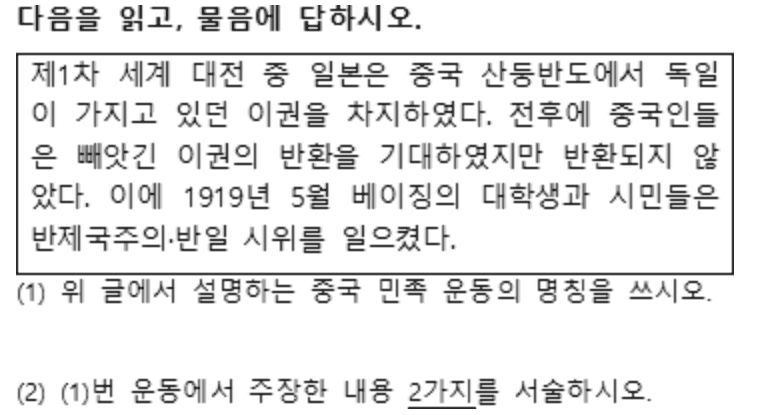 다음을 읽고, 물음에 답하시오.
제1차 세계 대전 중 일본은 중국 산둥반도에서 독일
이 가지고 있던 이권을 차지하였다. 전후에 중국인들
은 빼앗긴 이권의 반환을 기대하였지만 반환되지 않
았다. 이에 1919년 5월 베이징의 대학생과 시민들은
반제국주의·반일 시위를 일으켰다.
(1) 위 글에서 설명하는 중국 민족 운동의 명칭을 쓰시오.
(2) (1)번 운동에서 주장한 내용 2가지를 서술하시오.